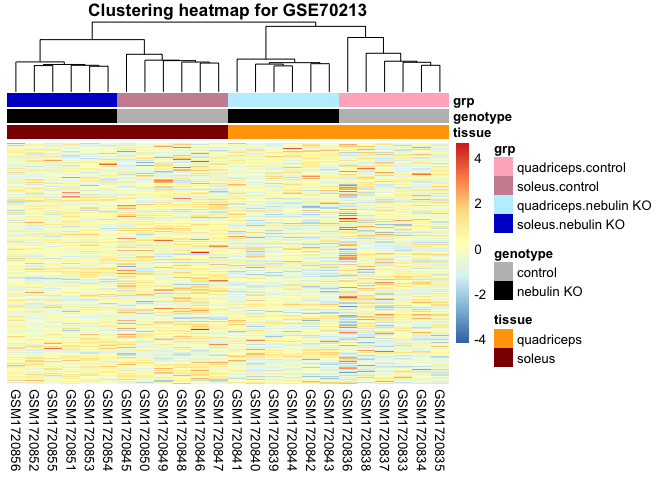 Clustering heatmap for GSE70213
grp
genotype
tissue
4
2
0
-2
-4
grp
quadriceps.control
soleus.control
quadriceps.nebulin KO
soleus.nebulin KO
genotype
control
nebulin KO
tissue
quadriceps
soleus
GSM1720856
GSM1720852
GSM1720855
GSM1720851
GSM1720853
GSM1720854
GSM1720845
GSM1720850
GSM1720849
GSM1720848
GSM1720846
GSM1720847
GSM1720841
GSM1720840
GSM1720839
GSM1720844
GSM1720842
GSM1720843
GSM1720836
GSM1720838
GSM1720837
GSM1720833
GSM1720834
GSM1720835